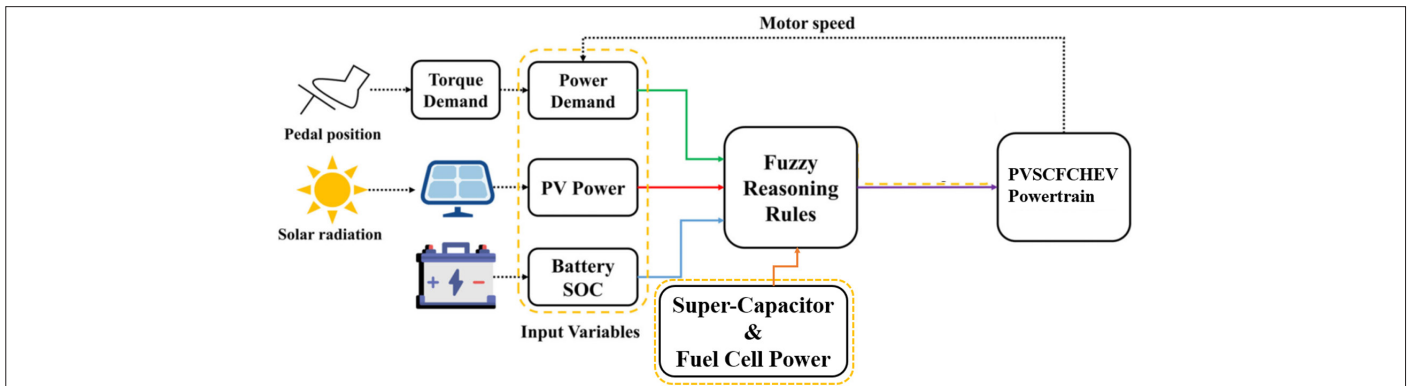 Motor speed
Torque
Demand
Power
Demand
Pedal position
Fuzzy
Reasoning
Rules
PVSCFCHEV
Powertrain
PV Power
Solar radiation
+ -
Battery
SOC
Input Variables
Super-Capacitor
&
Fuel Cell Power